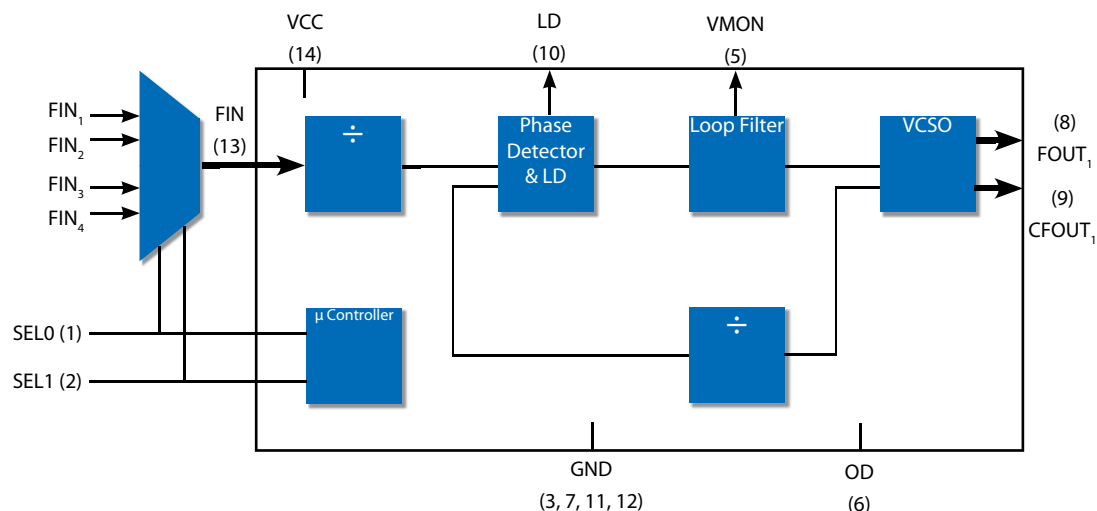 VCC
(14)
LD
(10)
VMON
(5)
FIN1
FIN2
FIN3
FIN4
FIN
(13)
÷
Phase
Detector
& LD
Loop Filter
VCSO
(8)
FOUT1
(9)
CFOUT1
SEL0 (1)
SEL1 (2)
µ Controller
÷
GND
(3, 7, 11, 12)
OD
(6)